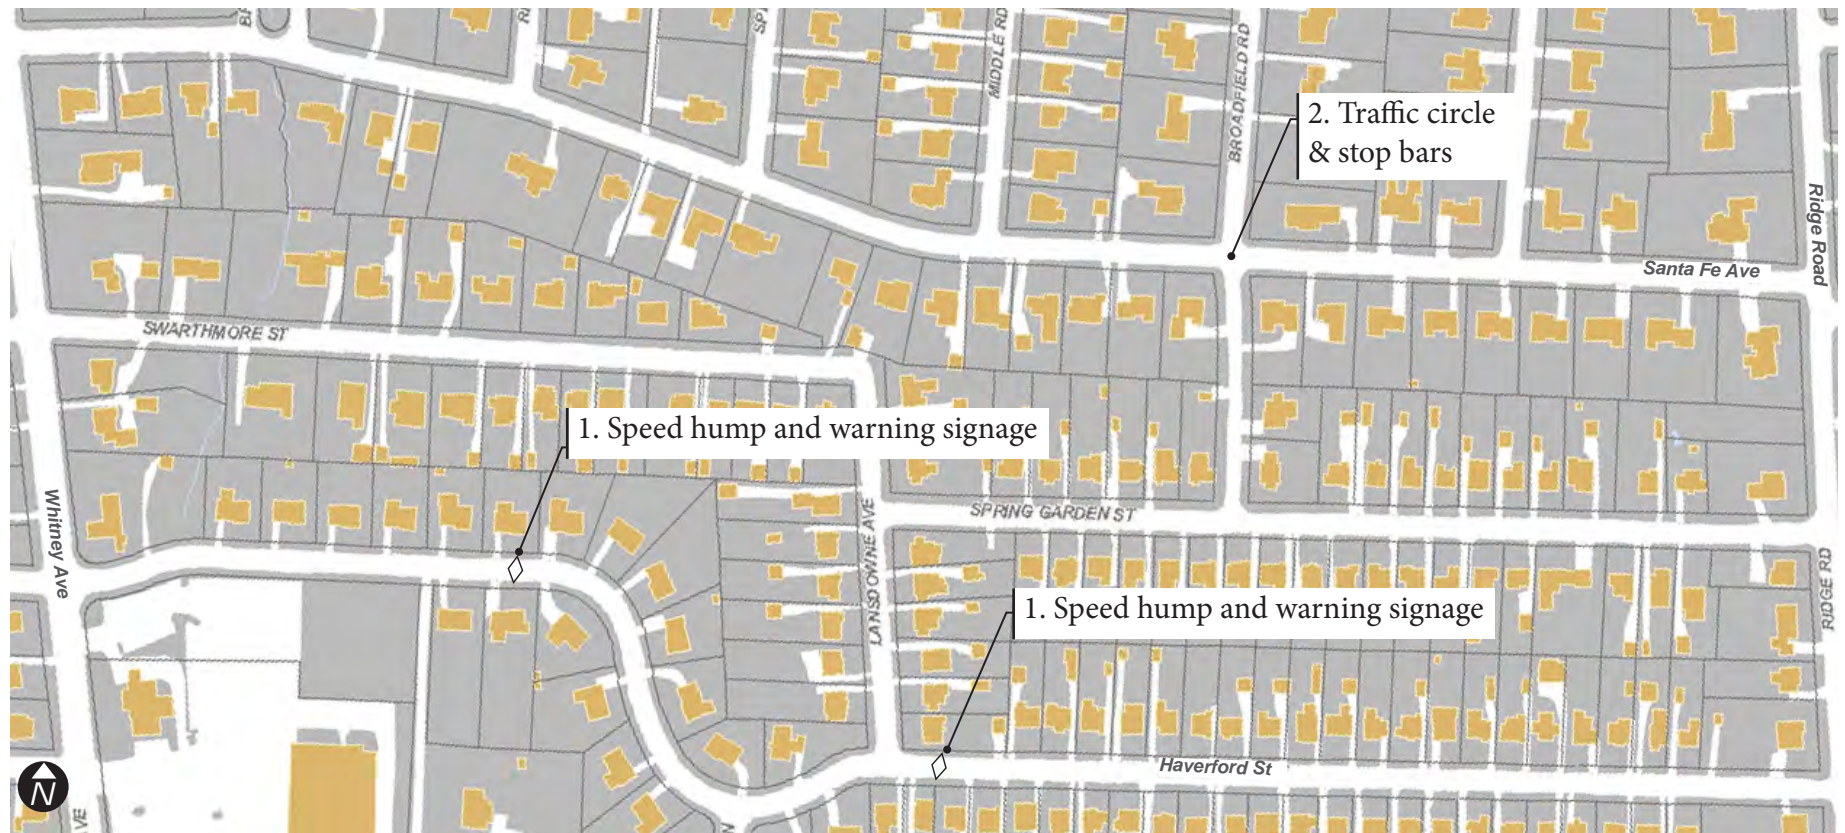 MIDDLE RD
BROADFIELD RD
2. Traffic circle
& stop bars
Ridge Road
Santa Fe Ave
SWARTHMORE ST
1. Speed hump and warning signage
Whitney Ave
LANSDOWNE AVE
SPRING GARDEN ST
RIDGE RD
1. Speed hump and warning signage
Haverford St
N